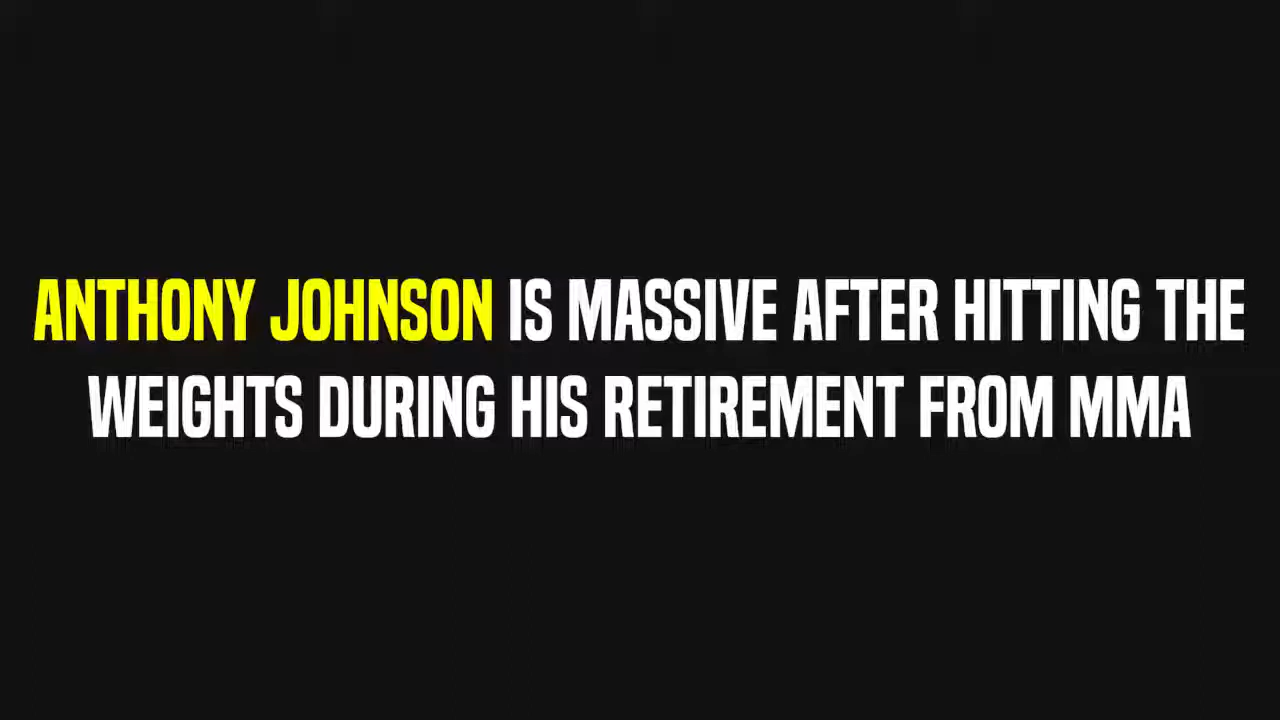 ANTHONY JOHNSON IS MASSIVE AFTER HITTING THE
WEIGHTS DURING HIS RETIREMENT FROM MMA